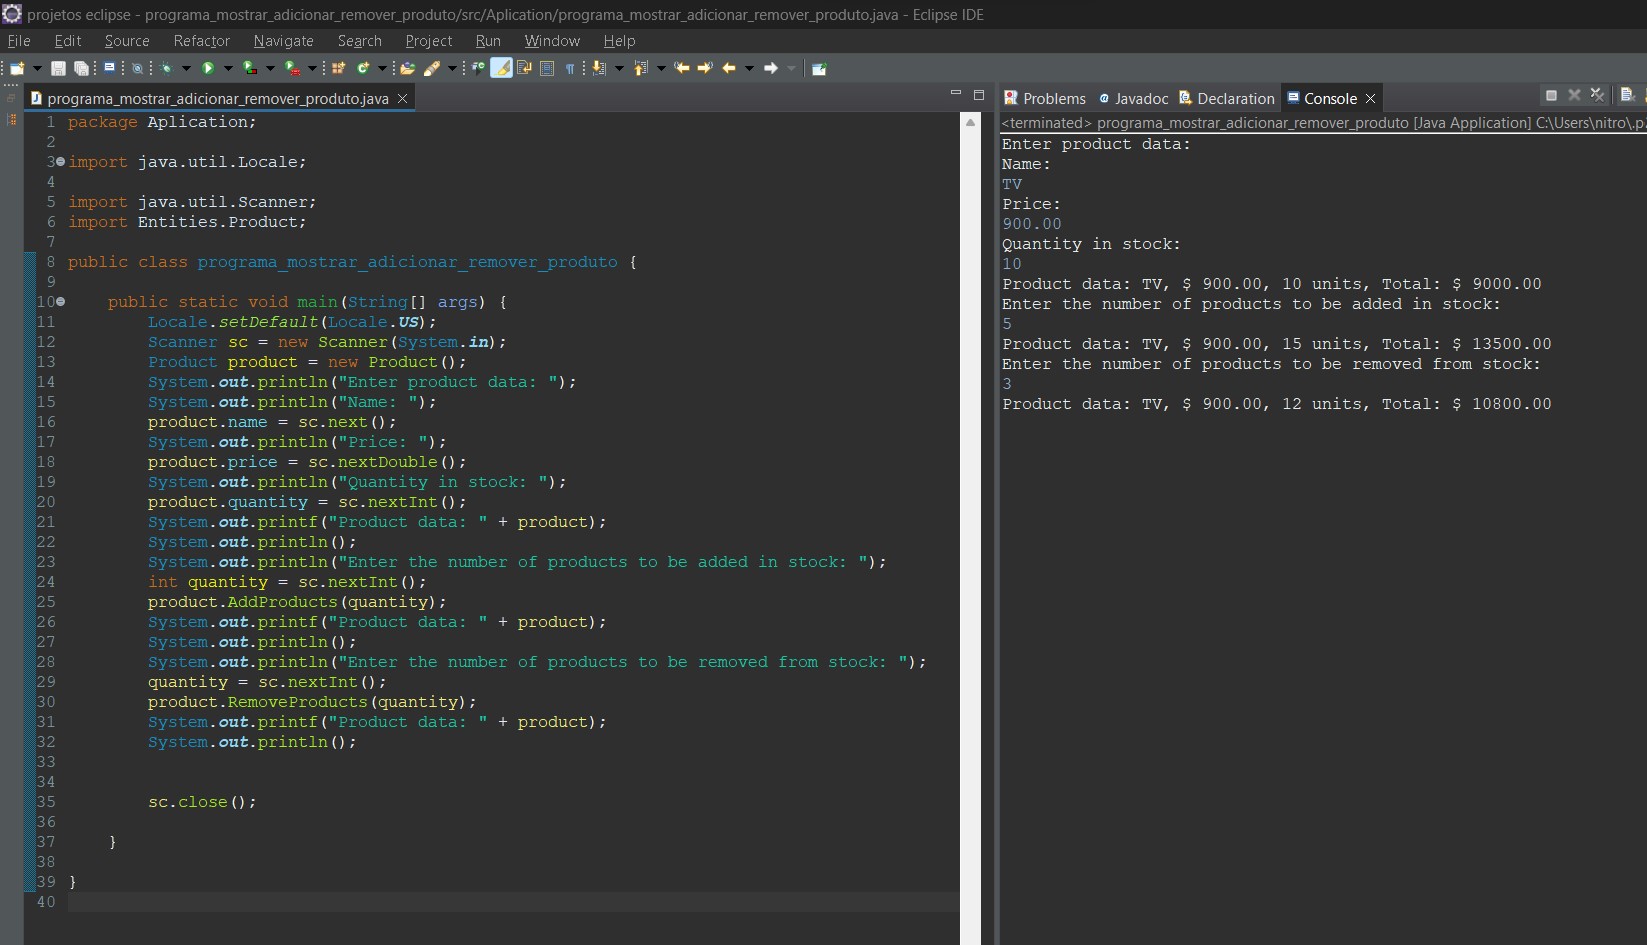 projetos eclipse - programa_mostrar_adicionar_remover_produto/src/Aplication/programa_mostrar_adicionar_remover_produto.java - Eclipse IDE
File Edit Source Refactor Navigate Search Project Run Window Help
programa_mostrar_adicionar_remover_produto.java
1 package Aplication;
2
3 import java.util.Locale;
4
5 import java.util.Scanner;
6 import Entities.Product;
7
8 public class programa_mostrar_adicionar_remover_produto {
9
10 public static void main(String[] args) {
11 Locale.setDefault(Locale.US);
12 Scanner sc = new Scanner(System.in);
13 Product product = new Product();
14 System.out.println("Enter product data: ");
15 System.out.println("Name: ");
16 product.name = sc.next();
17 System.out.println("Price: ");
18 product.price = sc.nextDouble();
19 System.out.println("Quantity in stock: ");
20 product.quantity = sc.nextInt();
21 System.out.printf("Product data: " + product);
22 System.out.println();
23 System.out.println("Enter the number of products to be added in stock: ");
24 int quantity = sc.nextInt();
25 product.AddProducts(quantity);
26 System.out.printf("Product data: " + product);
27 System.out.println();
28 System.out.println("Enter the number of products to be removed from stock: ");
29 quantity = sc.nextInt();
30 product.RemoveProducts(quantity);
31 System.out.printf("Product data: " + product);
32 System.out.println();
33
34
35 sc.close();
36
37 }
38
39 }
40
Problems Javadoc Declaration Console
<terminated> programa_mostrar_adicionar_remover_produto [Java Application] C:\Users\nitro\.p
Enter product data:
Name:
TV
Price:
900.00
Quantity in stock:
10
Product data: TV, $ 900.00, 10 units, Total: $ 9000.00
Enter the number of products to be added in stock:
5
Product data: TV, $ 900.00, 15 units, Total: $ 13500.00
Enter the number of products to be removed from stock:
3
Product data: TV, $ 900.00, 12 units, Total: $ 10800.00